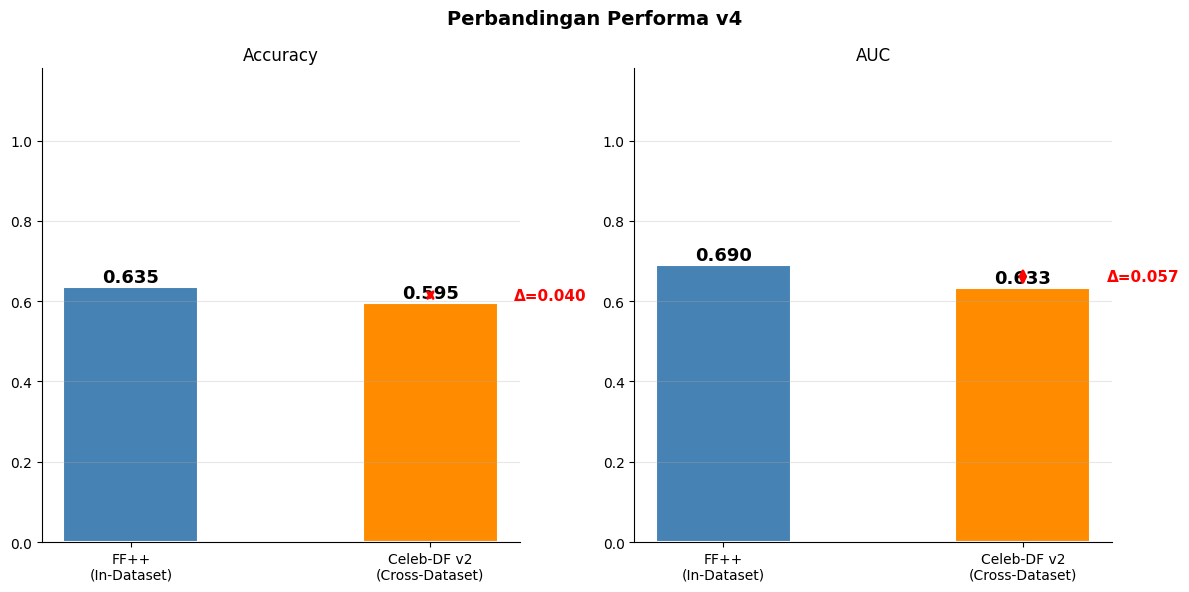 Perbandingan Performa v4
Accuracy
1.0
0.8
0.6
0.4
0.2
0.0
0.635
0.595
Δ=0.040
FF++
(In-Dataset)
Celeb-DF v2
(Cross-Dataset)
AUC
1.0
0.8
0.6
0.4
0.2
0.0
0.690
0.633
Δ=0.057
FF++
(In-Dataset)
Celeb-DF v2
(Cross-Dataset)